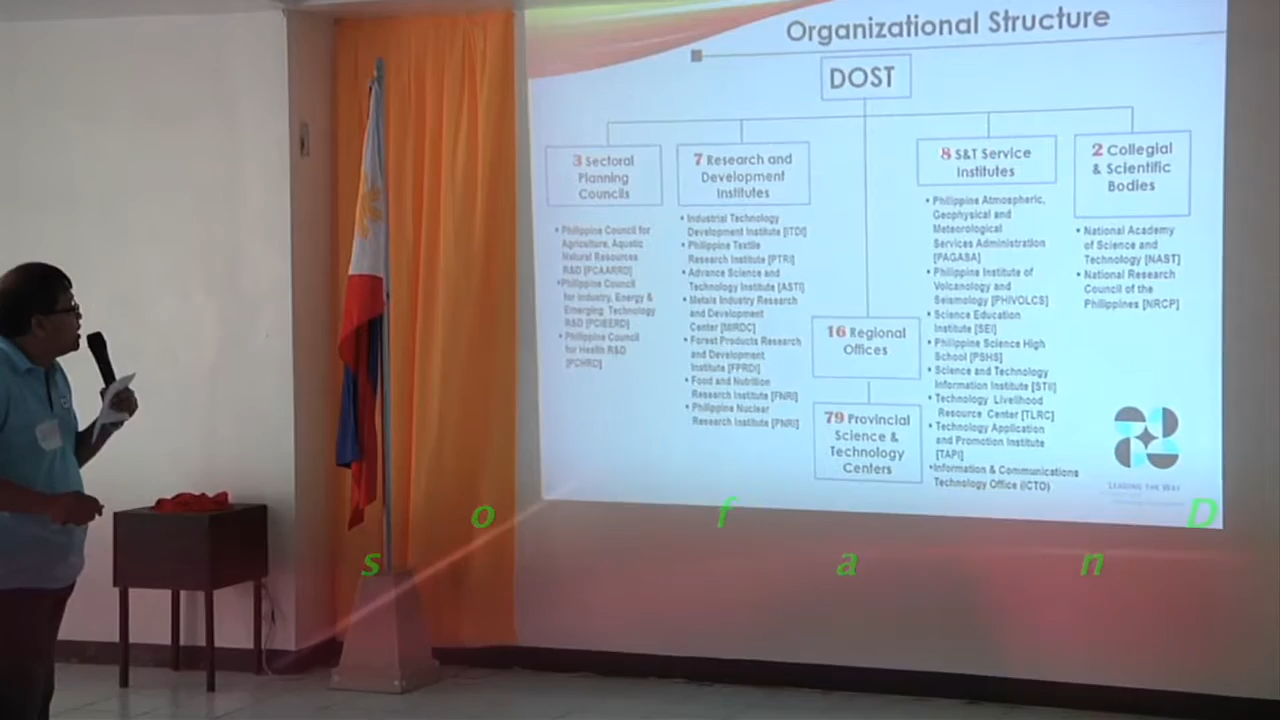 Organizational Structure
DOST
3 Sectoral
Planning
Councils
• Philippine Council for
Agriculture, Aquatic
Natural Resources
R&D [PCAARRD]
•Philippine Council
for Industry, Energy &
Emerging Technology
R&D [PCIEERD]
• Philippine Council
for Health R&D
[PCHRD]
7 Research and
Development
Institutes
• Industrial Technology
Development Institute [ITDI]
• Philippine Textile
Research Institute [PTRI]
• Advance Science and
Technology Institute [ASTI]
• Metals Industry Research
and Development
Center [MIRDC]
• Forest Products Research
and Development
Institute [FPRDI]
• Food and Nutrition
Research Institute [FNRI]
• Philippine Nuclear
Research Institute [PNRI]
16 Regional
Offices
79 Provincial
Science &
Technology
Centers
8 S&T Service
Institutes
• Philippine Atmospheric,
Geophysical and
Meteorological
Services Administration
[PAGASA]
• Philippine Institute of
Volcanology and
Seismology [PHIVOLCS]
• Science Education
Institute [SEI]
• Philippine Science High
School [PSHS]
• Science and Technology
Information Institute [STII]
• Technology Livelihood
Resource Center [TLRC]
• Technology Application
and Promotion Institute
[TAPI]
•Information & Communications
Technology Office (ICTO)
2 Collegial
& Scientific
Bodies
• National Academy
of Science and
Technology [NAST]
• National Research
Council of the
Philippines [NRCP]
LEADING THE WAY
o f D
s a n